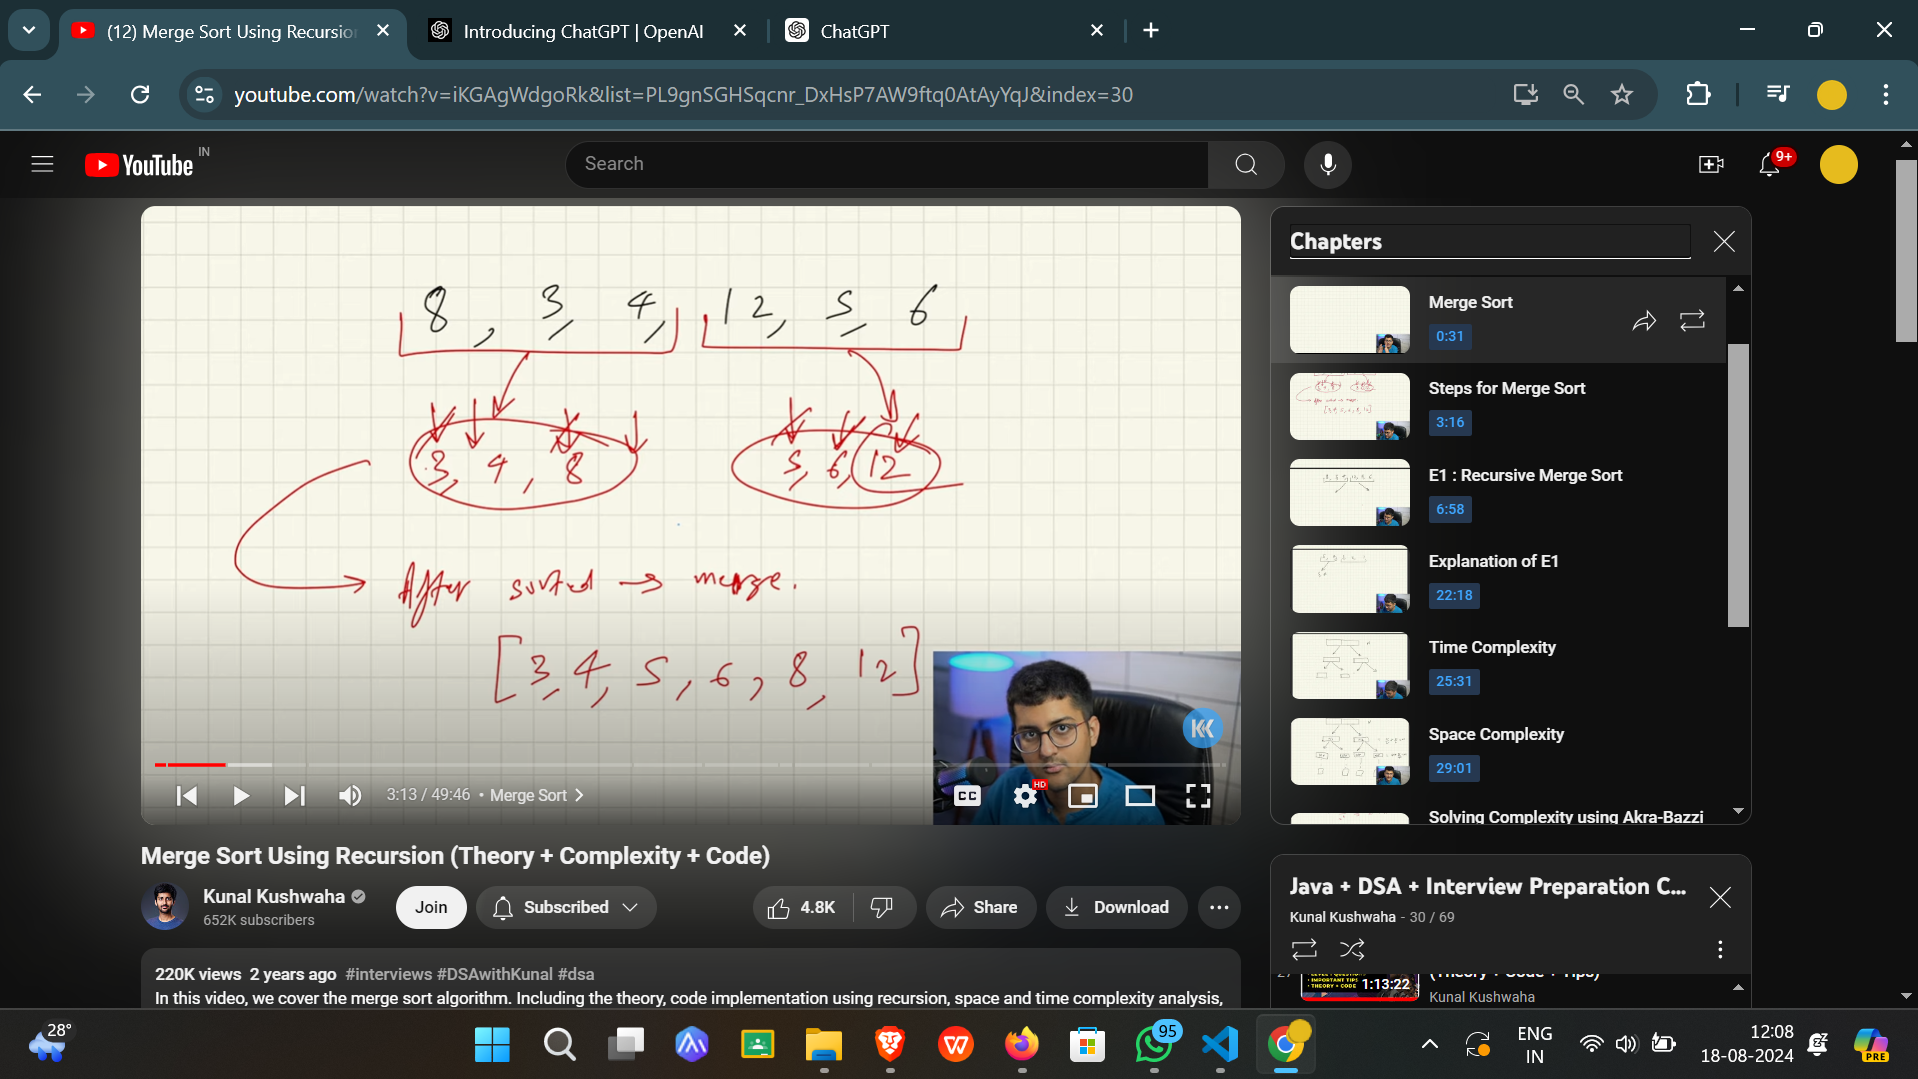 (12) Merge Sort Using Recursion
Introducing ChatGPT | OpenAI
ChatGPT
youtube.com/watch?v=iKGAgWdgoRk&list=PL9gnSGHSqcnr_DxHsP7AW9ftq0AtAyYqJ&index=30
YouTube IN
Search
9+
8, 3, 4, 12, 5, 6
3, 4, 8 5, 6, 12
After sorted → merge.
[3, 4, 5, 6, 8, 12]
3:13 / 49:46 • Merge Sort
CC
HD
Chapters
Merge Sort
0:31
Steps for Merge Sort
3:16
E1 : Recursive Merge Sort
6:58
Explanation of E1
22:18
Time Complexity
25:31
Space Complexity
29:01
Solving Complexity using Akra-Bazzi
Merge Sort Using Recursion (Theory + Complexity + Code)
Kunal Kushwaha
652K subscribers
Join
Subscribed
4.8K
Share
Download
220K views 2 years ago #interviews #DSAwithKunal #dsa
In this video, we cover the merge sort algorithm. Including the theory, code implementation using recursion, space and time complexity analysis,
Java + DSA + Interview Preparation C...
Kunal Kushwaha - 30 / 69
(Theory + Code + Tips)
1:13:22
Kunal Kushwaha
28°
95
ENG
IN
12:08
18-08-2024
PRE